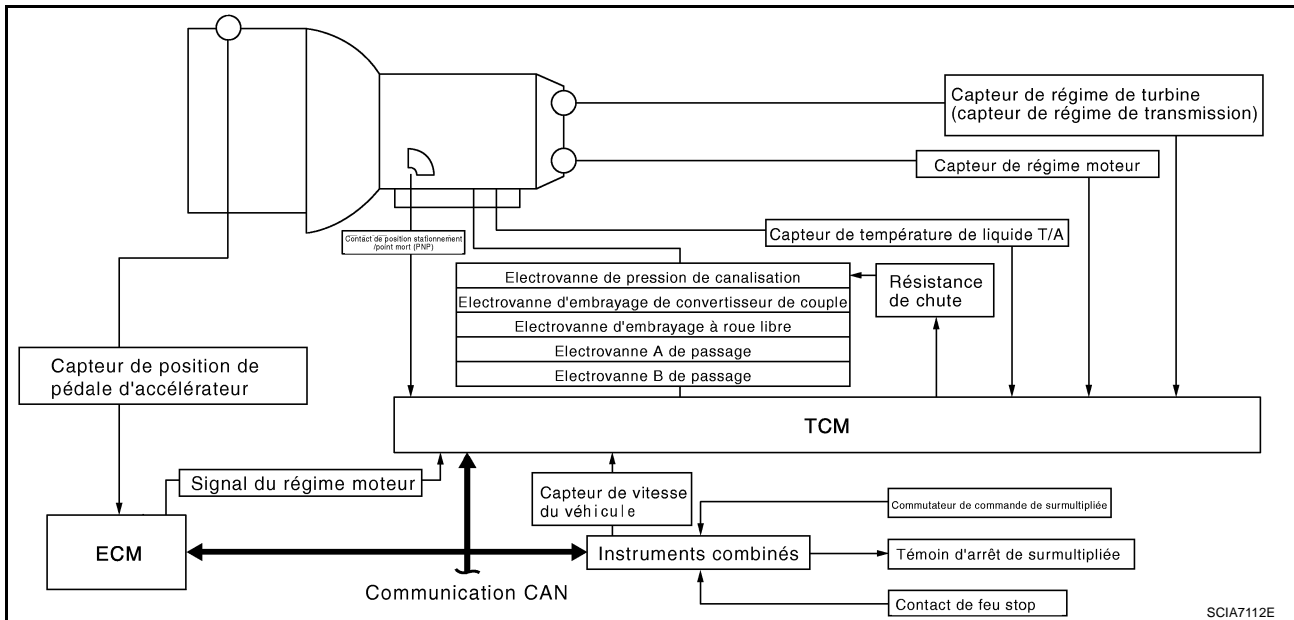 Capteur de régime de turbine
(capteur de régime de transmission)
Capteur de régime moteur
Contact de position stationnement
/point mort (PNP)
Capteur de température de liquide T/A
Electrovanne de pression de canalisation
Electrovanne d'embrayage de convertisseur de couple
Electrovanne d'embrayage à roue libre
Electrovanne A de passage
Electrovanne B de passage
Résistance
de chute
Capteur de position de
pédale d'accélérateur
TCM
Signal du régime moteur
Capteur de vitesse
du véhicule
Commutateur de commande de surmultipliée
ECM
Instruments combinés
Témoin d'arrêt de surmultipliée
Communication CAN
Contact de feu stop
SCIA7112E